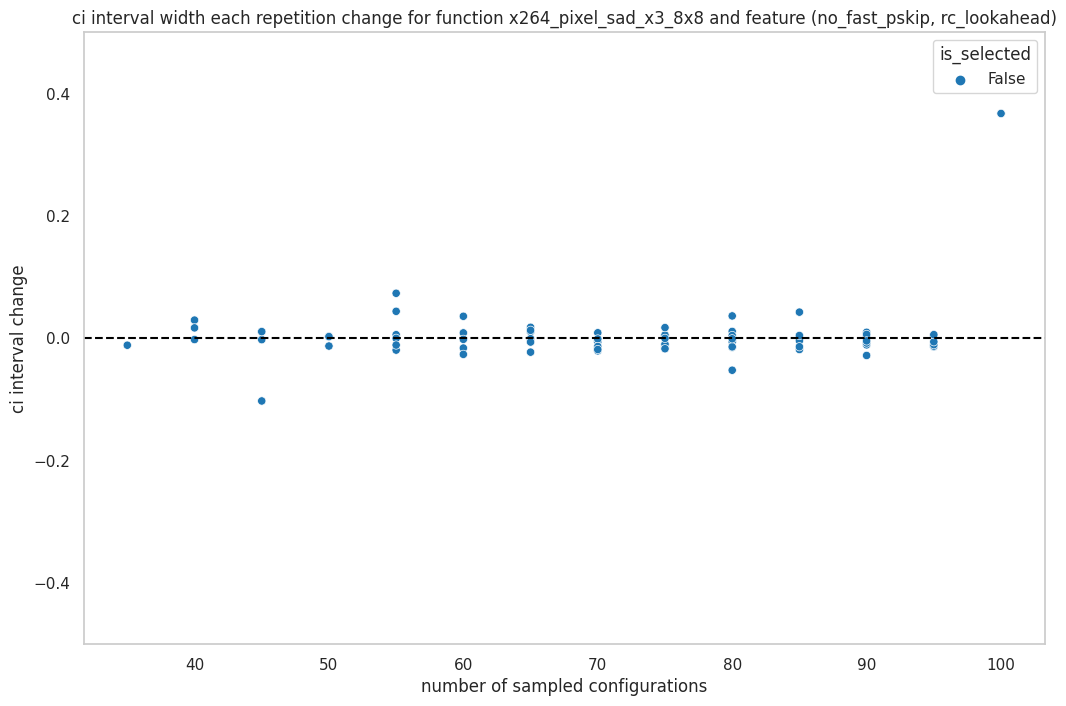 ci interval width each repetition change for function x264_pixel_sad_x3_8x8 and feature (no_fast_pskip, rc_lookahead)
is_selected
False
ci interval change
0.4
0.2
0.0
−0.2
−0.4
40 50 60 70 80 90 100
number of sampled configurations